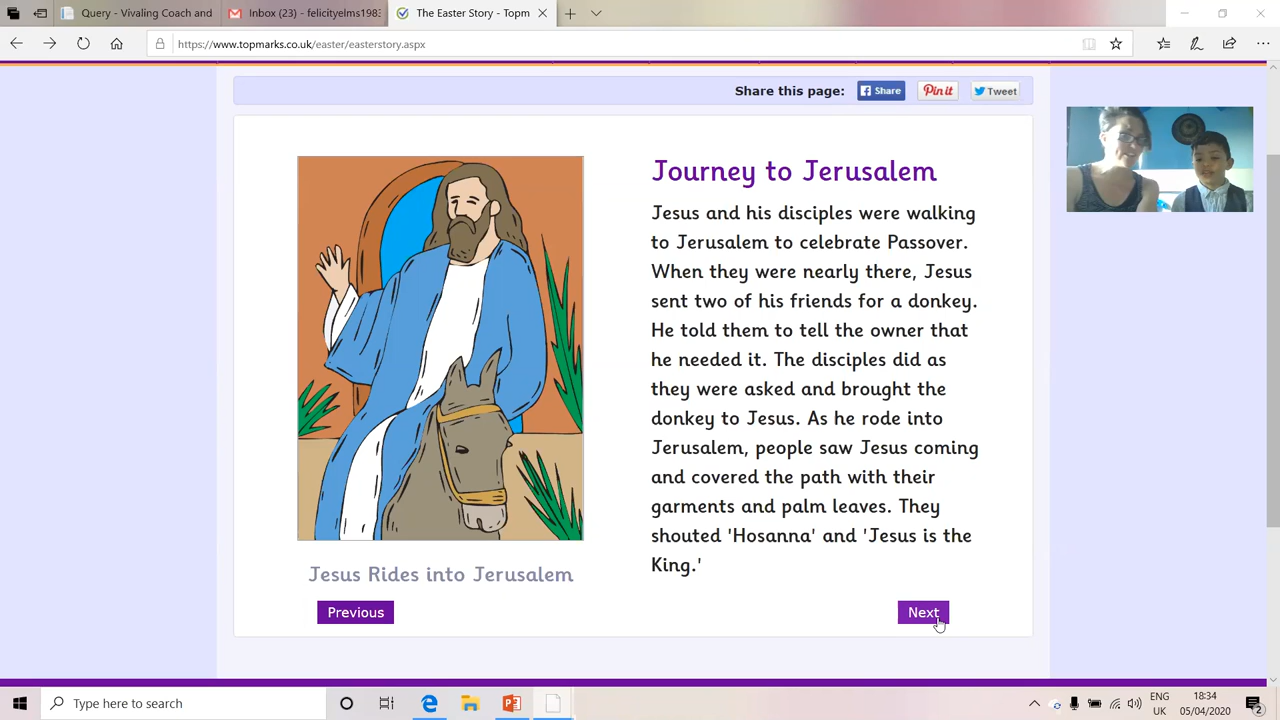 Query - Vivaling Coach and
Inbox (23) - felicityelms198
The Easter Story - Topm
https://www.topmarks.co.uk/easter/easterstory.aspx
Share this page:
Share
Pin it
Tweet
Journey to Jerusalem
Jesus and his disciples were walking
to Jerusalem to celebrate Passover.
When they were nearly there, Jesus
sent two of his friends for a donkey.
He told them to tell the owner that
he needed it. The disciples did as
they were asked and brought the
donkey to Jesus. As he rode into
Jerusalem, people saw Jesus coming
and covered the path with their
garments and palm leaves. They
shouted 'Hosanna' and 'Jesus is the
King.'
Jesus Rides into Jerusalem
Previous
Next
Type here to search
ENG
UK
18:34
05/04/2020
2